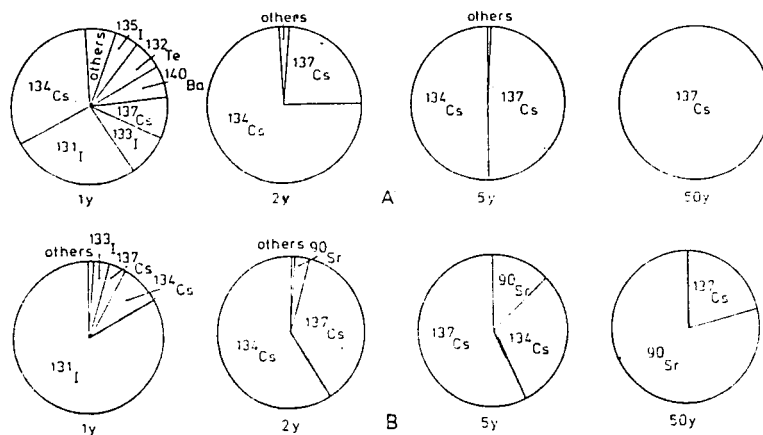 others
135I
132Te
140Ba
137Cs
133I
131I
134Cs
1y
others
137Cs
134Cs
2y
others
134Cs
137Cs
5y
137Cs
50y
A
others
133I
137Cs
134Cs
131I
1y
others
90Sr
137Cs
134Cs
2y
90Sr
137Cs
134Cs
5y
137Cs
90Sr
50y
B